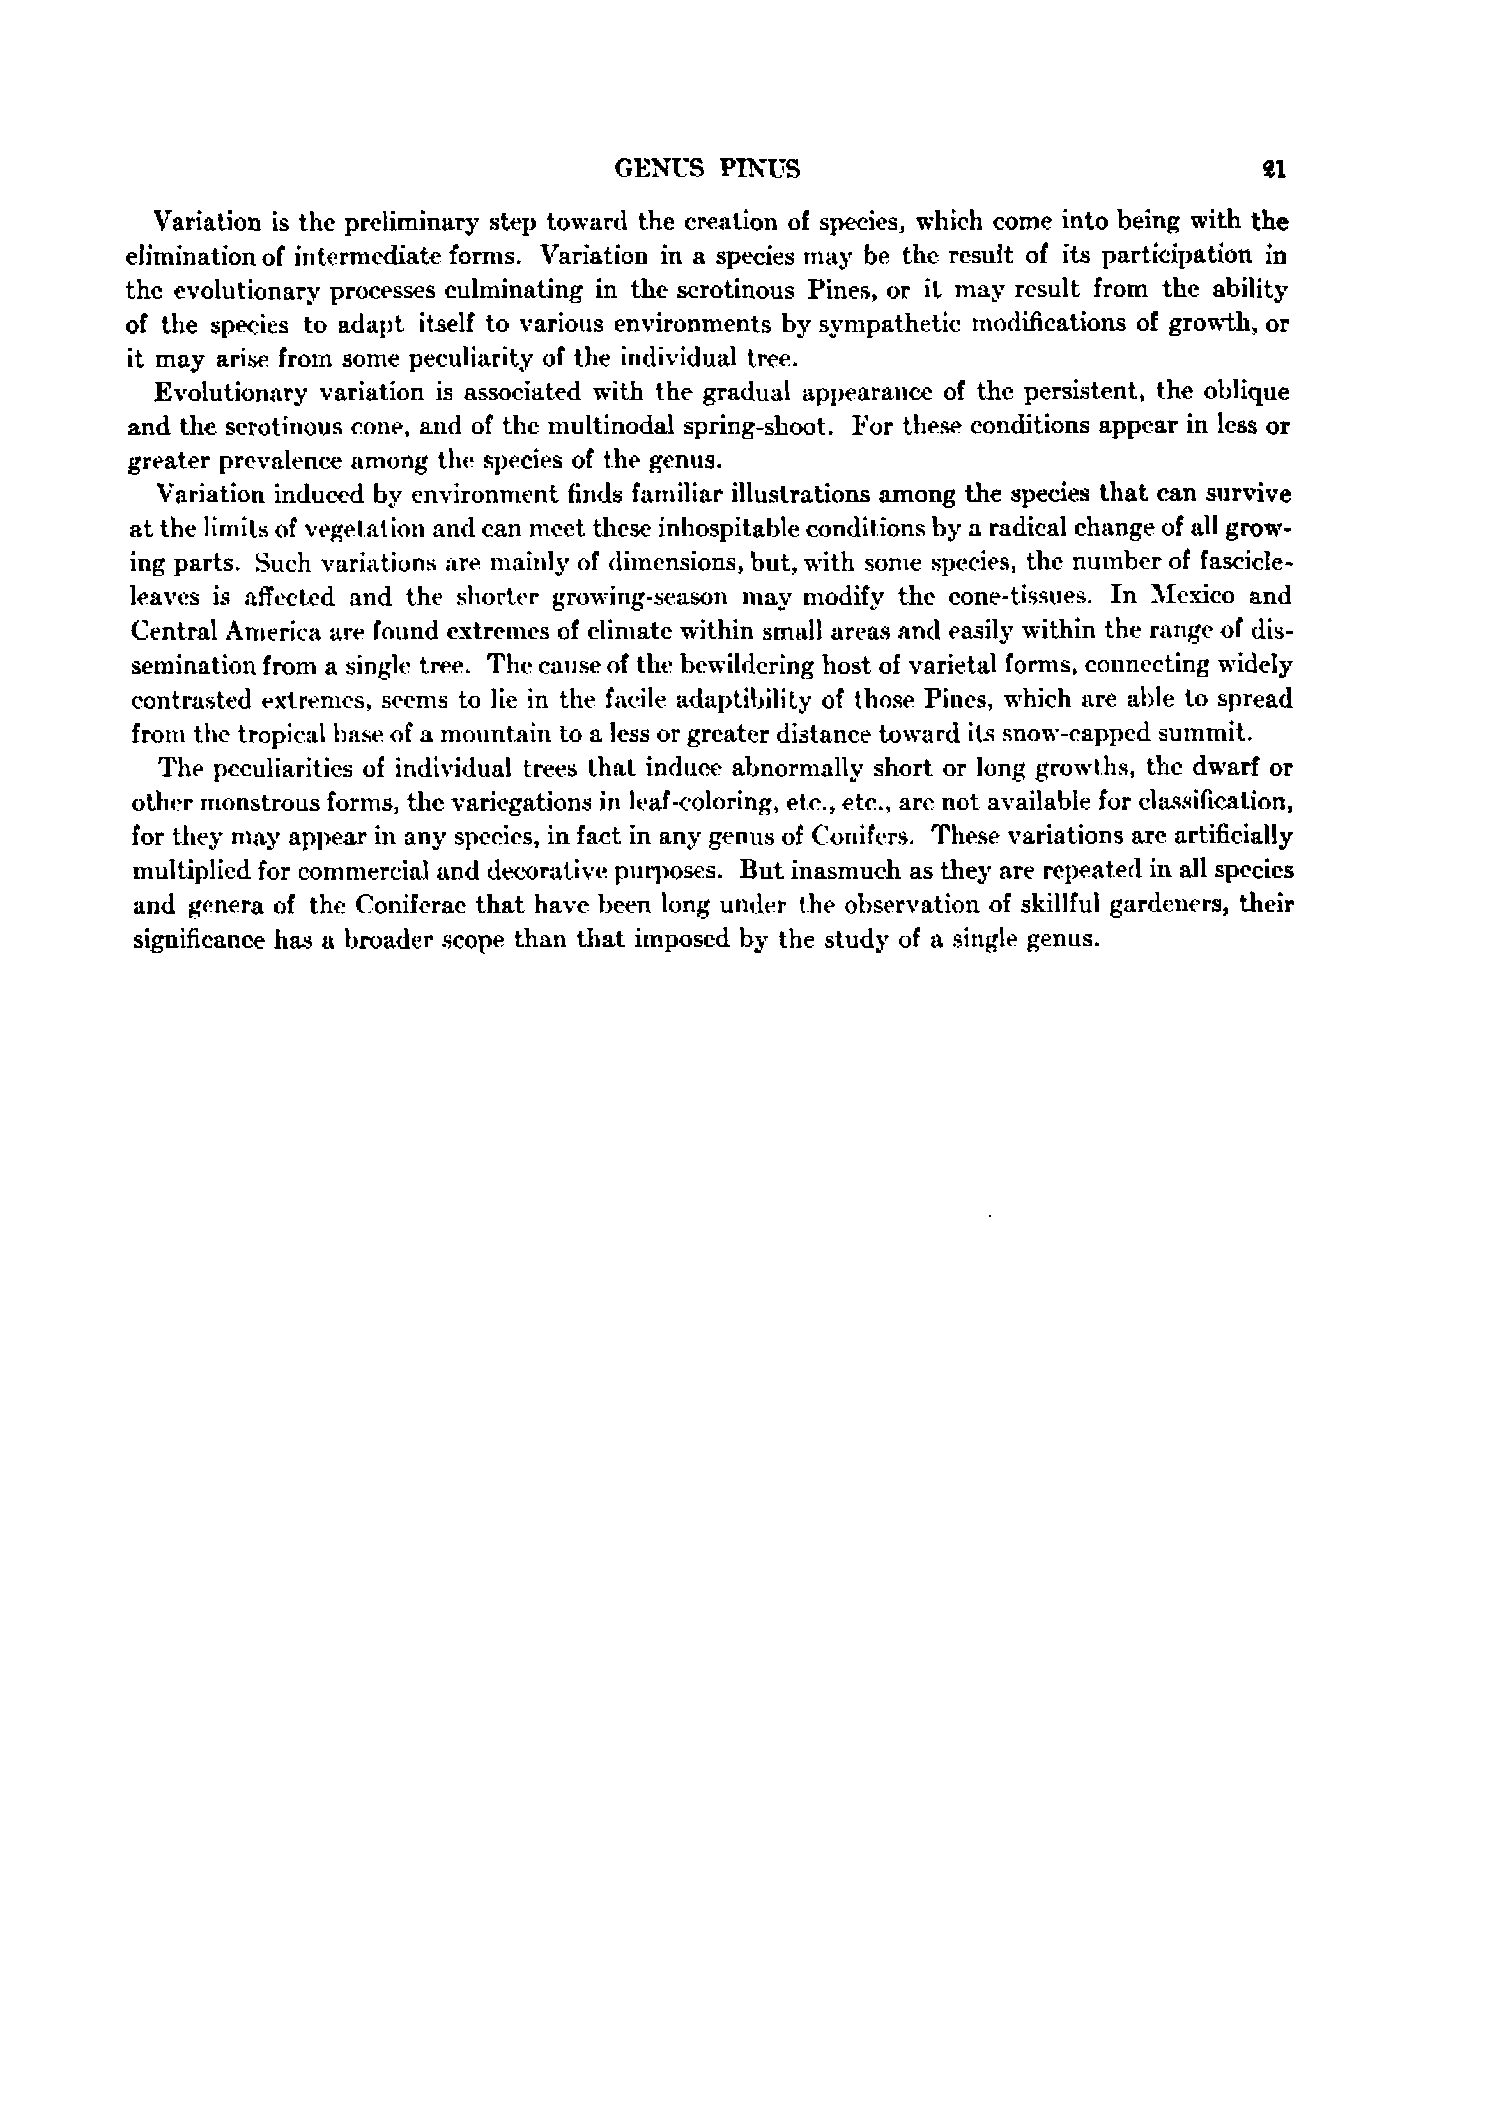 GENUS PINUS 21
Variation is the preliminary step toward the creation of species, which come into being with the
elimination of intermediate forms. Variation in a species may be the result of its participation in
the evolutionary processes culminating in the serotinous Pines, or it may result from the ability
of the species to adapt itself to various environments by sympathetic modifications of growth, or
it may arise from some peculiarity of the individual tree.
Evolutionary variation is associated with the gradual appearance of the persistent, the oblique
and the serotinous cone, and of the multinodal spring-shoot. For these conditions appear in less or
greater prevalence among the species of the genus.
Variation induced by environment finds familiar illustrations among the species that can survive
at the limits of vegetation and can meet these inhospitable conditions by a radical change of all grow-
ing parts. Such variations are mainly of dimensions, but, with some species, the number of fascicle-
leaves is affected and the shorter growing-season may modify the cone-tissues. In Mexico and
Central America are found extremes of climate within small areas and easily within the range of dis-
semination from a single tree. The cause of the bewildering host of varietal forms, connecting widely
contrasted extremes, seems to lie in the facile adaptibility of those Pines, which are able to spread
from the tropical base of a mountain to a less or greater distance toward its snow-capped summit.
The peculiarities of individual trees that induce abnormally short or long growths, the dwarf or
other monstrous forms, the variegations in leaf-coloring, etc., etc., are not available for classification,
for they may appear in any species, in fact in any genus of Conifers. These variations are artificially
multiplied for commercial and decorative purposes. But inasmuch as they are repeated in all species
and genera of the Coniferae that have been long under the observation of skillful gardeners, their
significance has a broader scope than that imposed by the study of a single genus.